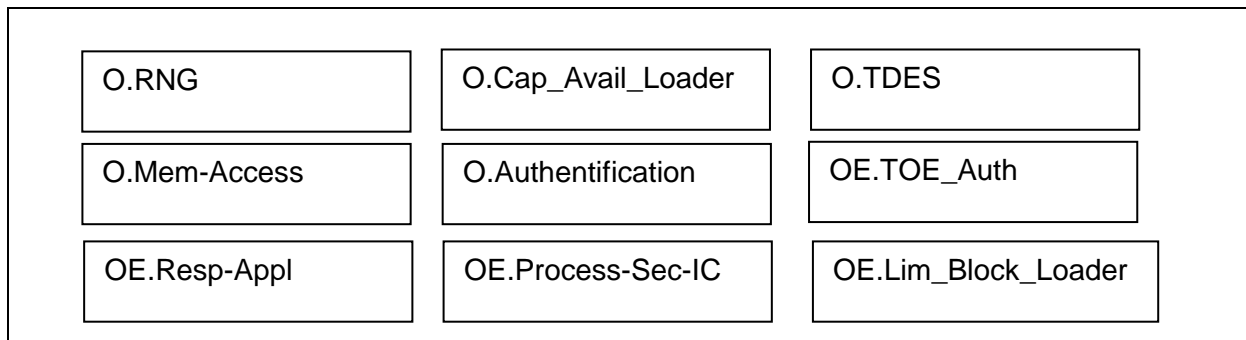 O.RNG
O.Cap_Avail_Loader
O.TDES
O.Mem-Access
O.Authentification
OE.TOE_Auth
OE.Resp-Appl
OE.Process-Sec-IC
OE.Lim_Block_Loader